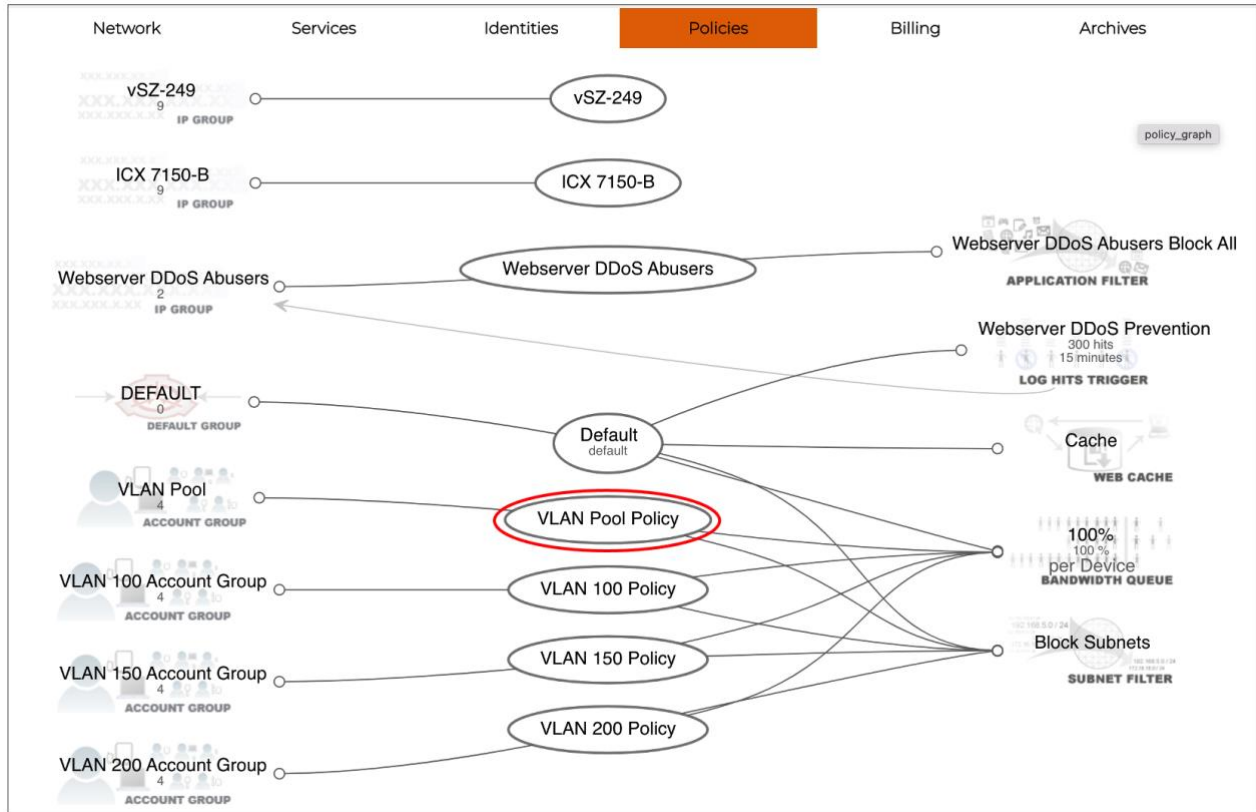 Network Services Identities Policies Billing Archives
vSZ-249
9
IP GROUP
vSZ-249
policy_graph
ICX 7150-B
9
IP GROUP
ICX 7150-B
Webserver DDoS Abusers
2
IP GROUP
Webserver DDoS Abusers
Webserver DDoS Abusers Block All
APPLICATION FILTER
Webserver DDoS Prevention
300 hits
15 minutes
LOG HITS TRIGGER
DEFAULT
0
DEFAULT GROUP
Default
default
Cache
WEB CACHE
VLAN Pool
4
ACCOUNT GROUP
VLAN Pool Policy
100%
100 %
per Device
BANDWIDTH QUEUE
VLAN 100 Account Group
4
ACCOUNT GROUP
VLAN 100 Policy
VLAN 150 Account Group
4
ACCOUNT GROUP
VLAN 150 Policy
Block Subnets
SUBNET FILTER
VLAN 200 Account Group
4
ACCOUNT GROUP
VLAN 200 Policy